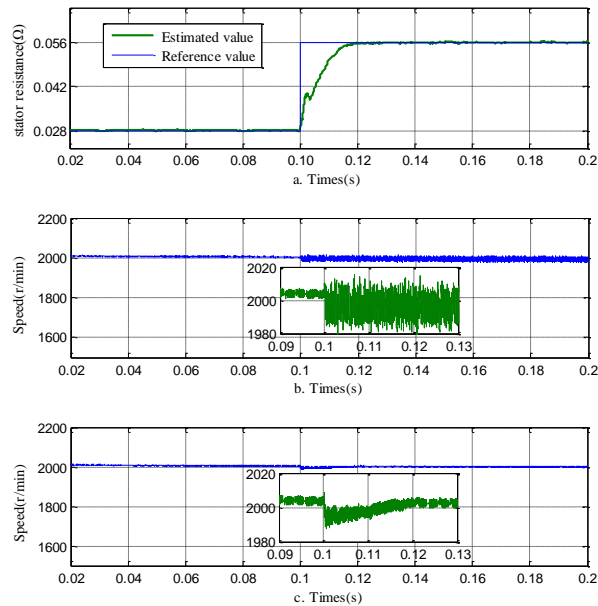 Estimated value
Reference value
stator resistance(Ω)
0.056
0.042
0.028
0.02 0.04 0.06 0.08 0.10 0.12 0.14 0.16 0.18 0.2
a. Times(s)
Speed(r/min)
2200
2000
1800
1600
2020
2000
1980
0.09 0.1 0.11 0.12 0.13
0.02 0.04 0.06 0.08 0.1 0.12 0.14 0.16 0.18 0.2
b. Times(s)
Speed(r/min)
2200
2000
1800
1600
2020
2000
1980
0.09 0.1 0.11 0.12 0.13
0.02 0.04 0.06 0.08 0.1 0.12 0.14 0.16 0.18 0.2
c. Times(s)